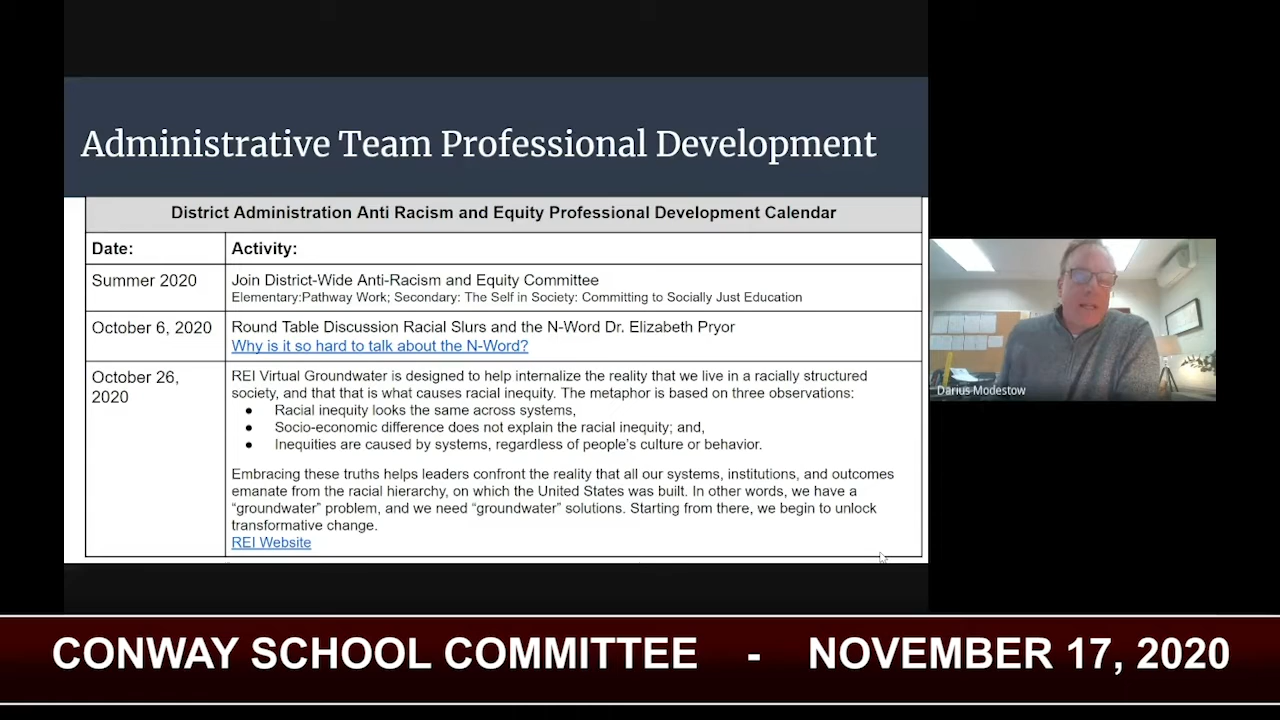 Administrative Team Professional Development
District Administration Anti Racism and Equity Professional Development Calendar
Date:
Activity:
Summer 2020
Join District-Wide Anti-Racism and Equity Committee
Elementary:Pathway Work; Secondary: The Self in Society: Committing to Socially Just Education
October 6, 2020
Round Table Discussion Racial Slurs and the N-Word Dr. Elizabeth Pryor
Why is it so hard to talk about the N-Word?
October 26,
2020
REI Virtual Groundwater is designed to help internalize the reality that we live in a racially structured
society, and that that is what causes racial inequity. The metaphor is based on three observations:
● Racial inequity looks the same across systems,
● Socio-economic difference does not explain the racial inequity; and,
● Inequities are caused by systems, regardless of people's culture or behavior.
Embracing these truths helps leaders confront the reality that all our systems, institutions, and outcomes
emanate from the racial hierarchy, on which the United States was built. In other words, we have a
“groundwater” problem, and we need “groundwater” solutions. Starting from there, we begin to unlock
transformative change.
REI Website
Darius Modestow
CONWAY SCHOOL COMMITTEE - NOVEMBER 17, 2020